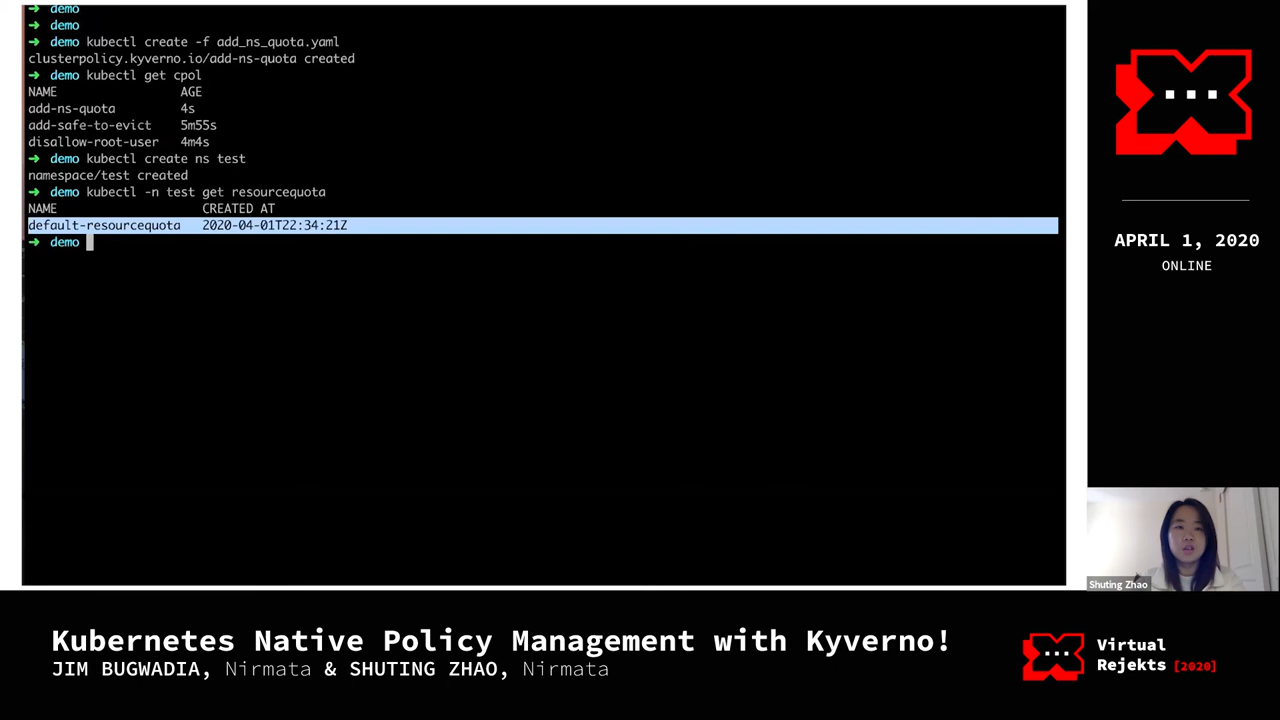 ➜ demo
➜ demo
➜ demo kubectl create -f add_ns_quota.yaml
clusterpolicy.kyverno.io/add-ns-quota created
➜ demo kubectl get cpol
NAME AGE
add-ns-quota 4s
add-safe-to-evict 5m55s
disallow-root-user 4m4s
➜ demo kubectl create ns test
namespace/test created
➜ demo kubectl -n test get resourcequota
NAME CREATED AT
default-resourcequota 2020-04-01T22:34:21Z
➜ demo
APRIL 1, 2020
ONLINE
Shuting Zhao
Kubernetes Native Policy Management with Kyverno!
JIM BUGWADIA, Nirmata & SHUTING ZHAO, Nirmata
Virtual
Rejekts [2020]